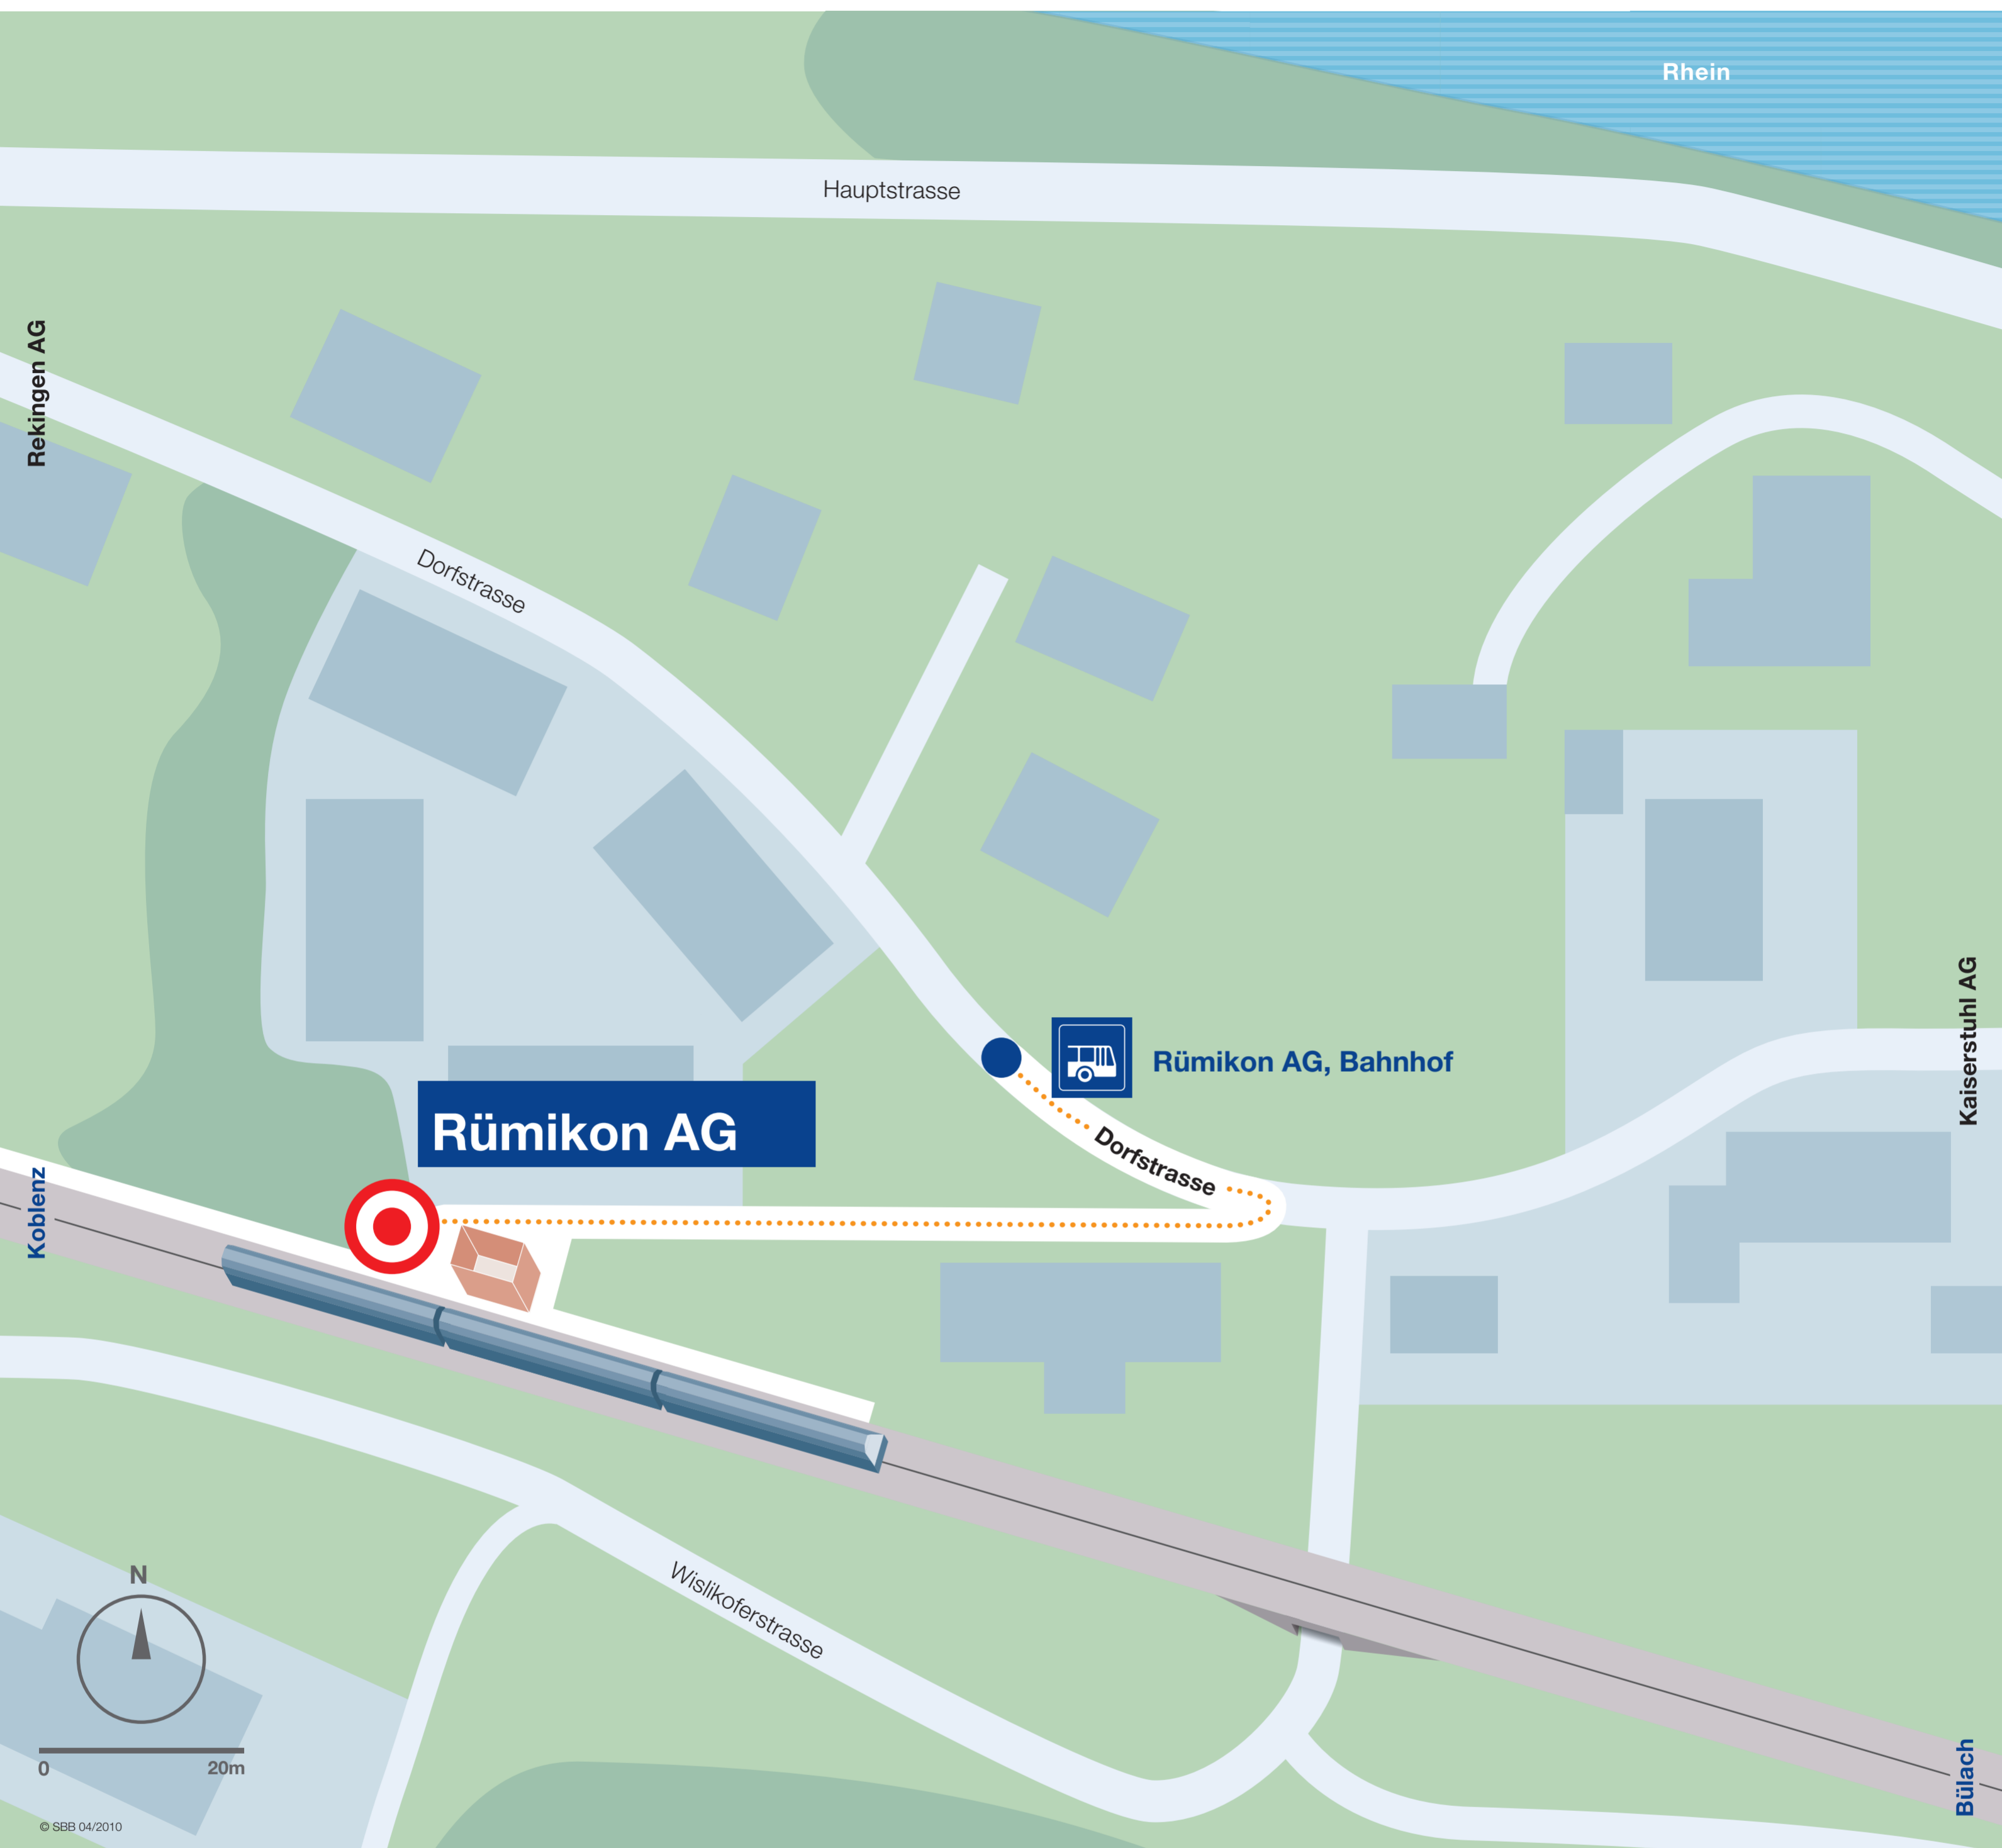 Rhein
Hauptstrasse
Rekingen AG
Dorfstrasse
Kaiserstuhl AG
Rümikon AG, Bahnhof
Rümikon AG
Dorfstrasse
Koblenz
Wislikoferstrasse
N
0 20m
Bülach
© SBB 04/2010